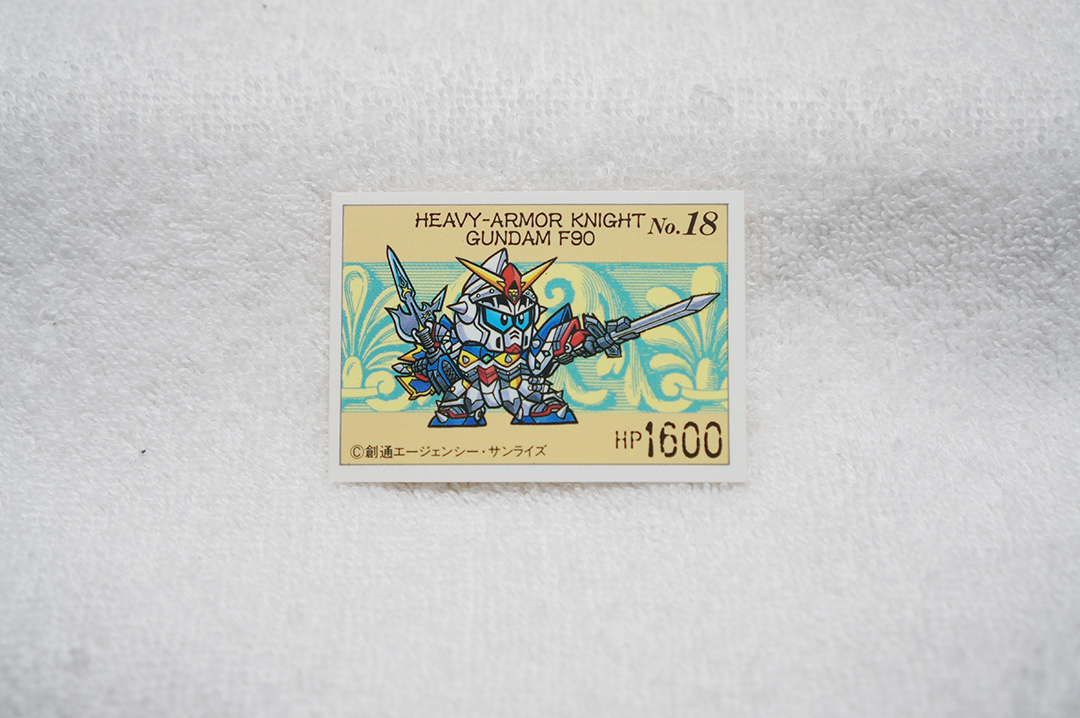 HEAVY-ARMOR KNIGHT
GUNDAM F90
No.18
HP1600
Ⓒ創通エージェンシー・サンライズ